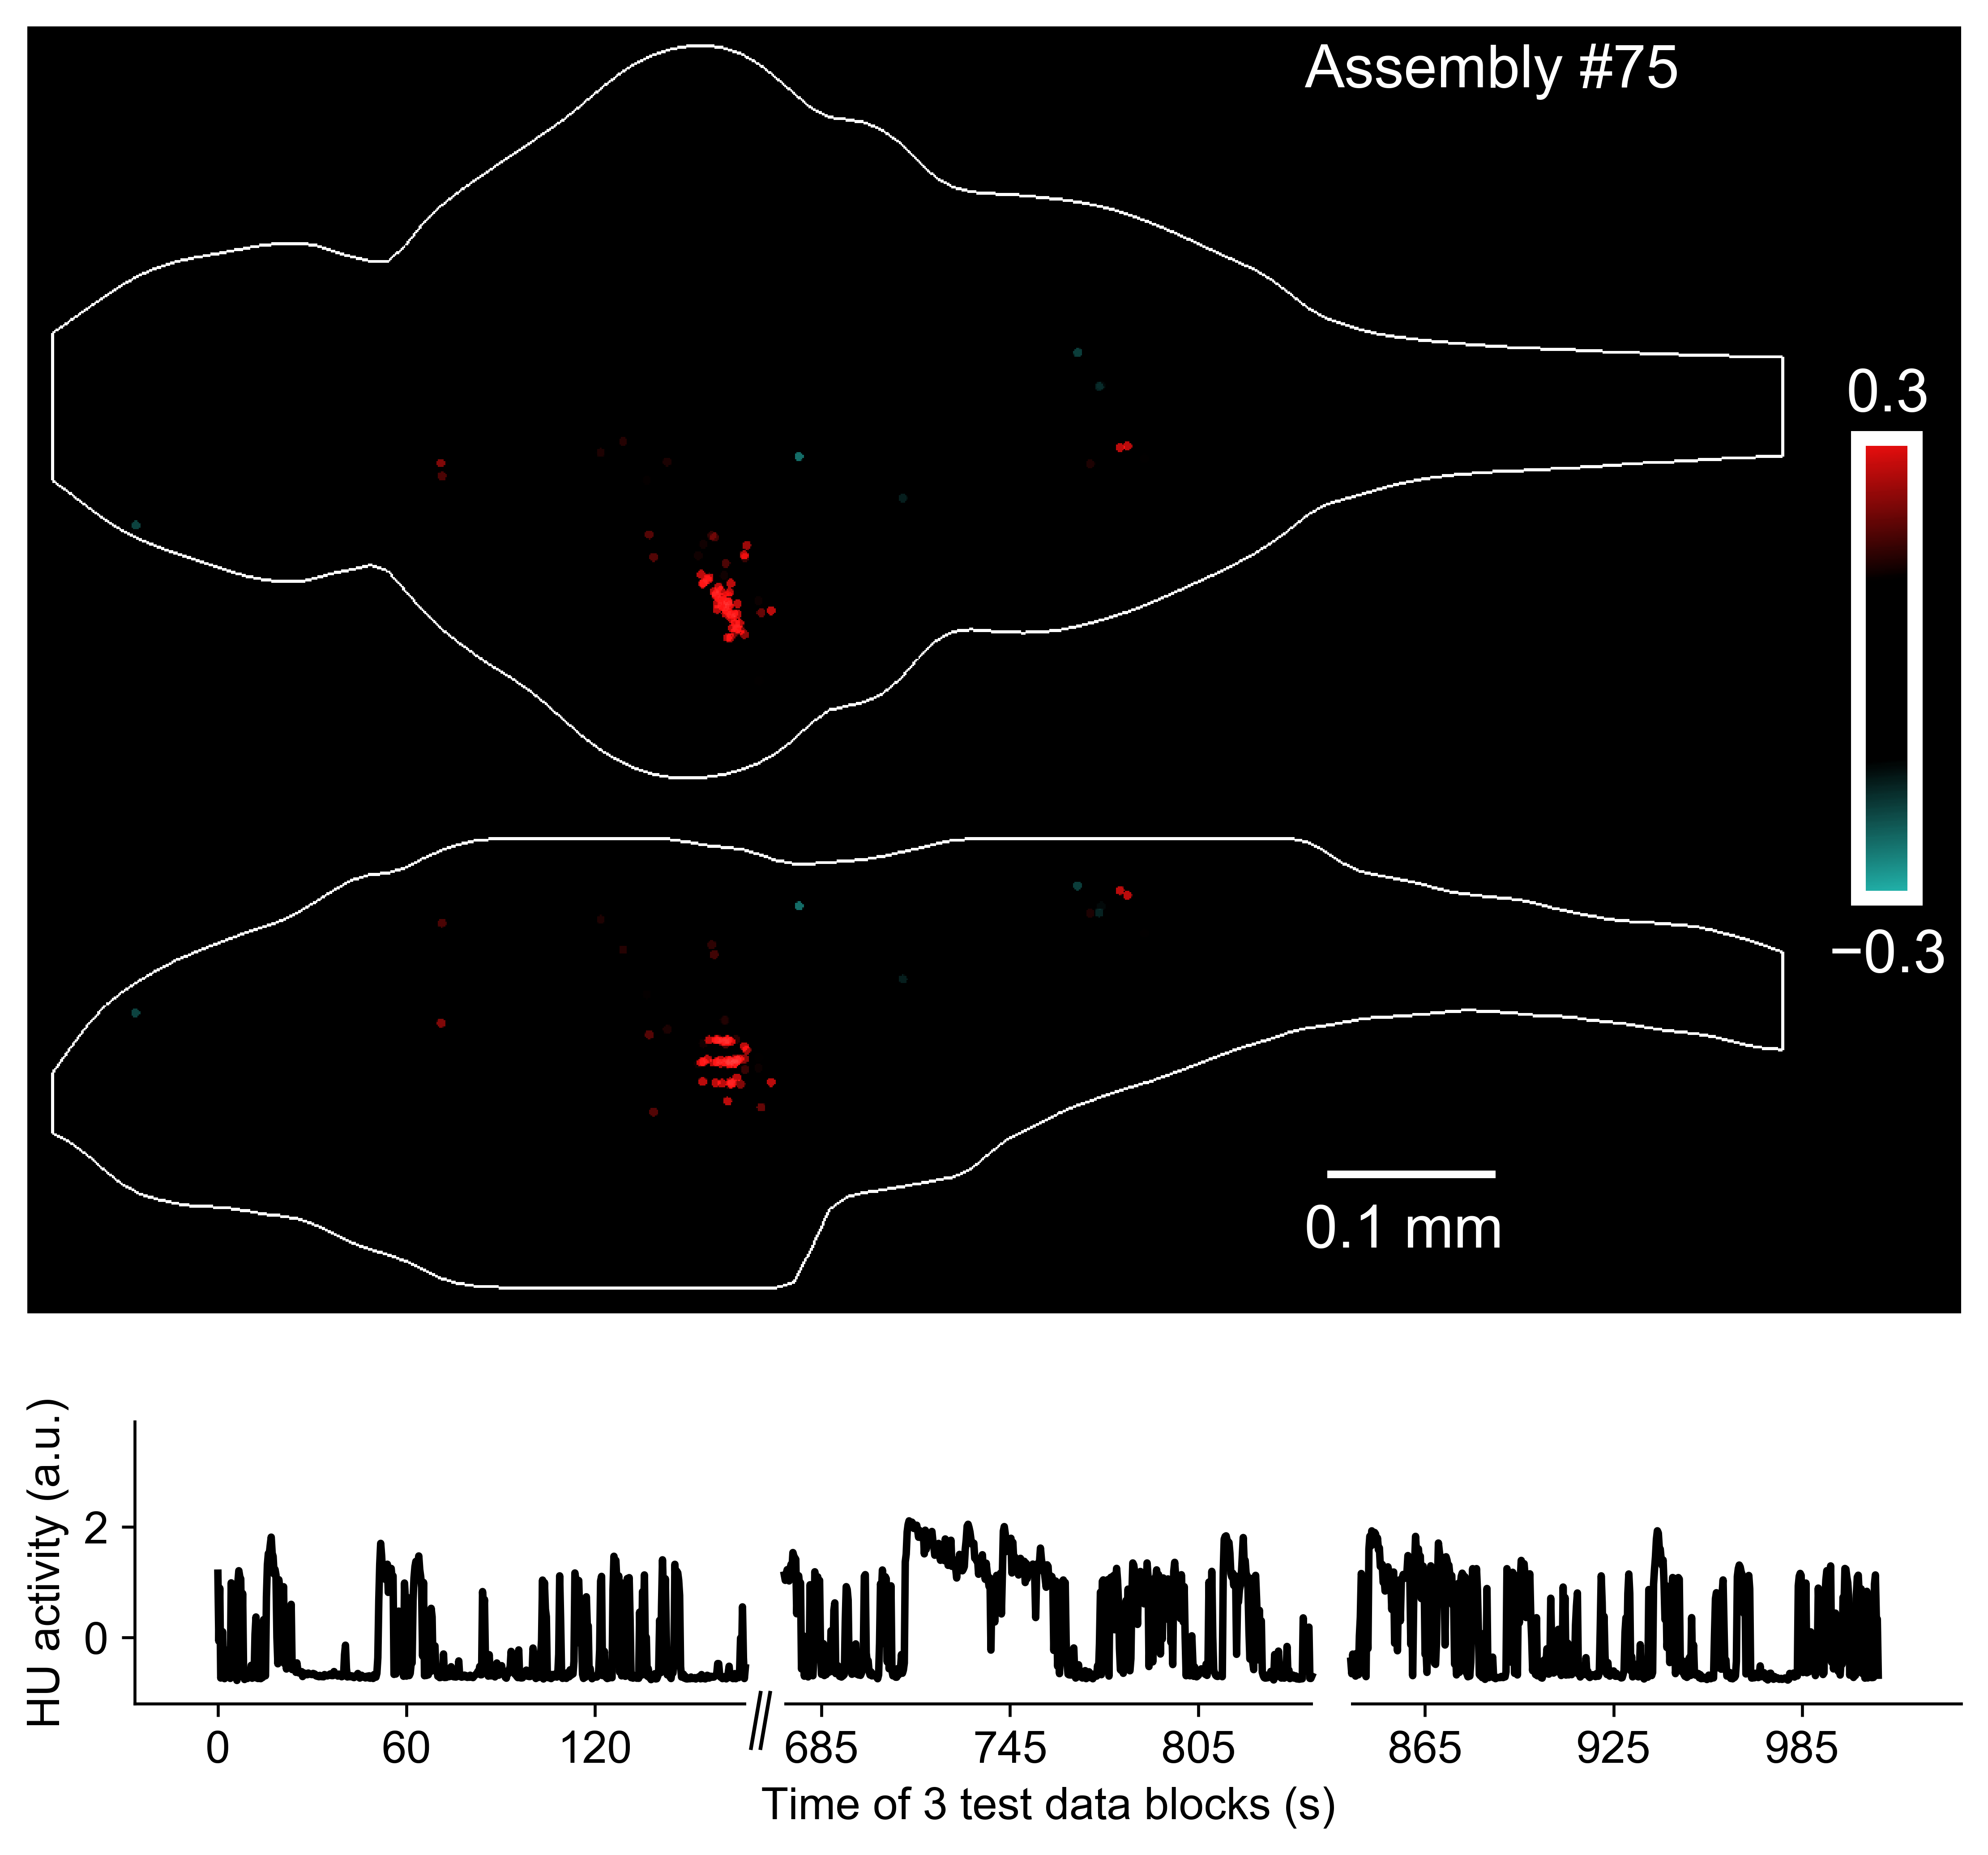 Assembly #75
0.3
−0.3
0.1 mm
HU activity (a.u.)
2
0
0 60 120 685 745 805 865 925 985
Time of 3 test data blocks (s)